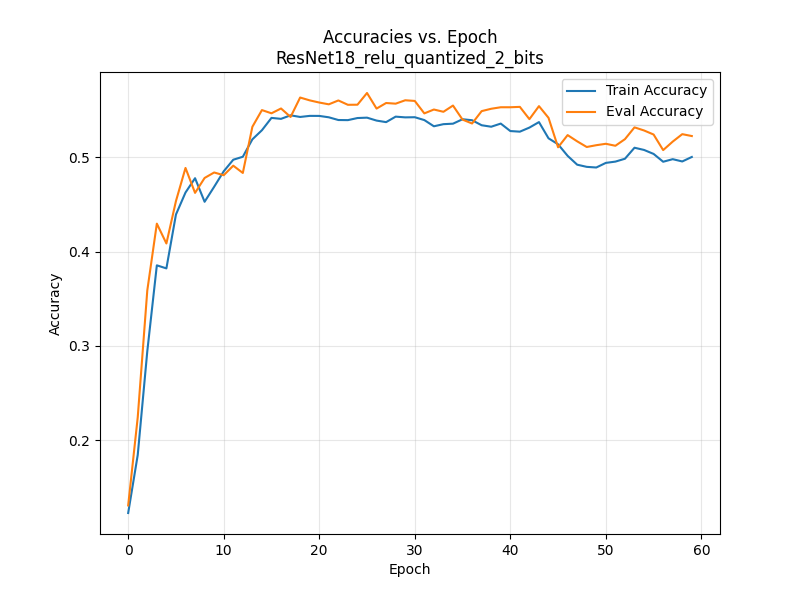 Accuracies vs. Epoch
ResNet18_relu_quantized_2_bits
Train Accuracy
Eval Accuracy
Accuracy
0.5
0.4
0.3
0.2
0 10 20 30 40 50 60
Epoch